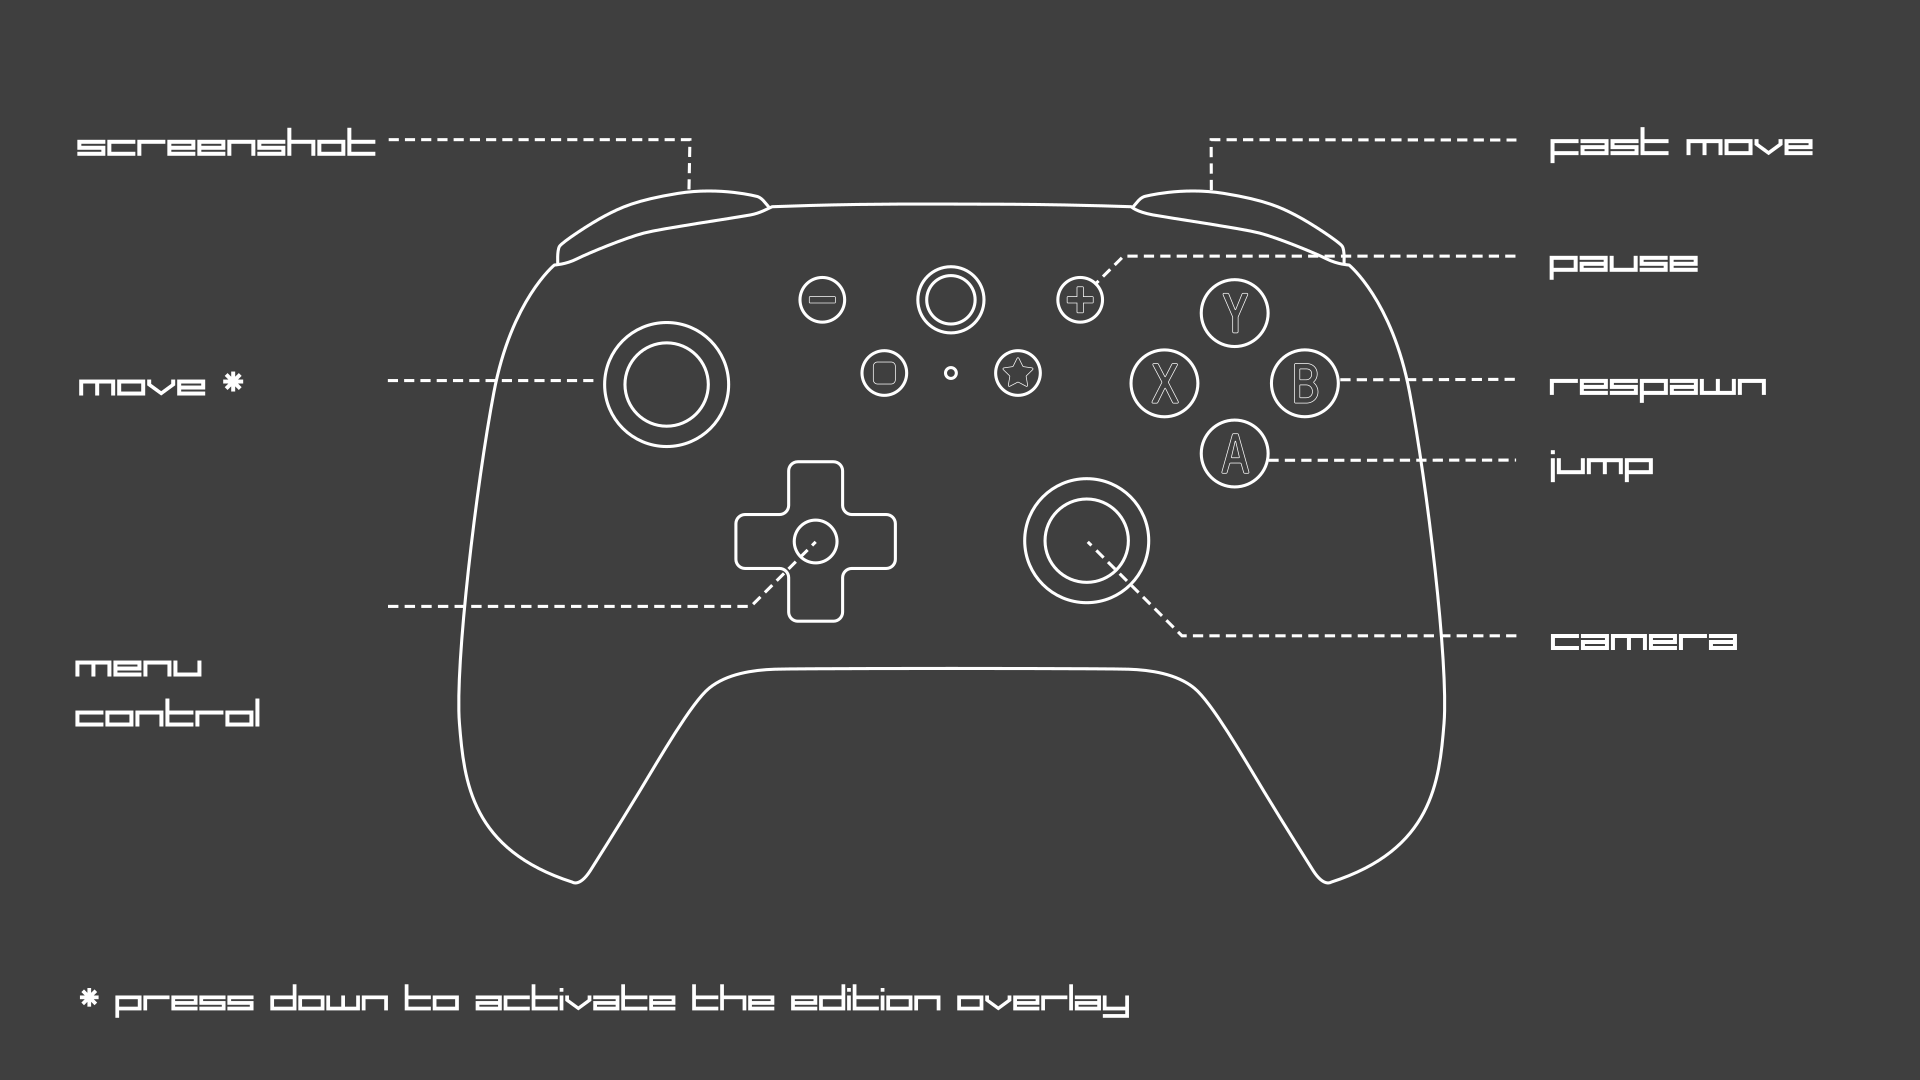 screenshot
fast move
pause
Y
move *
X
B
respawn
A
jump
camera
menu
control
* press down to activate the edition overlay